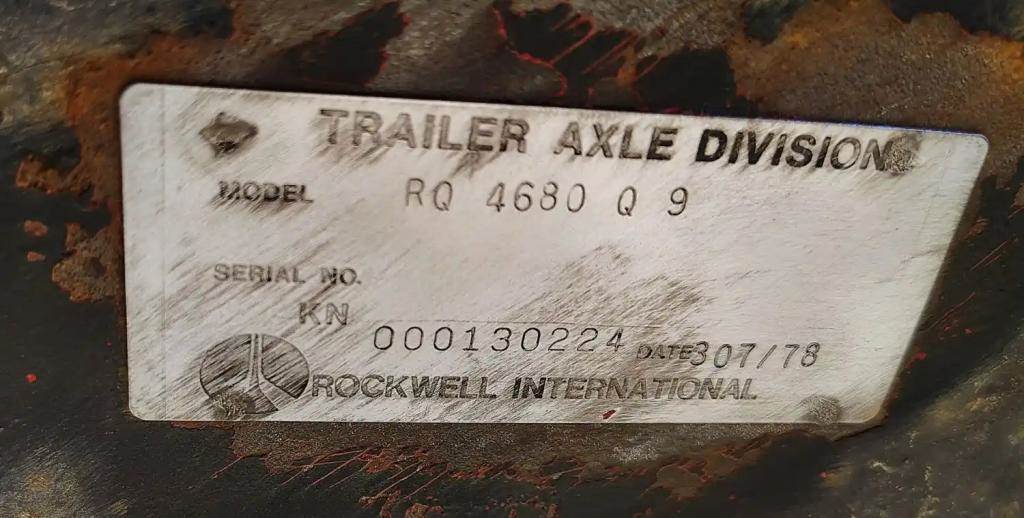 TRAILER AXLE DIVISION
MODEL RQ 4680 Q 9
SERIAL NO.
KN 000130224 DATE 307/78
ROCKWELL INTERNATIONAL